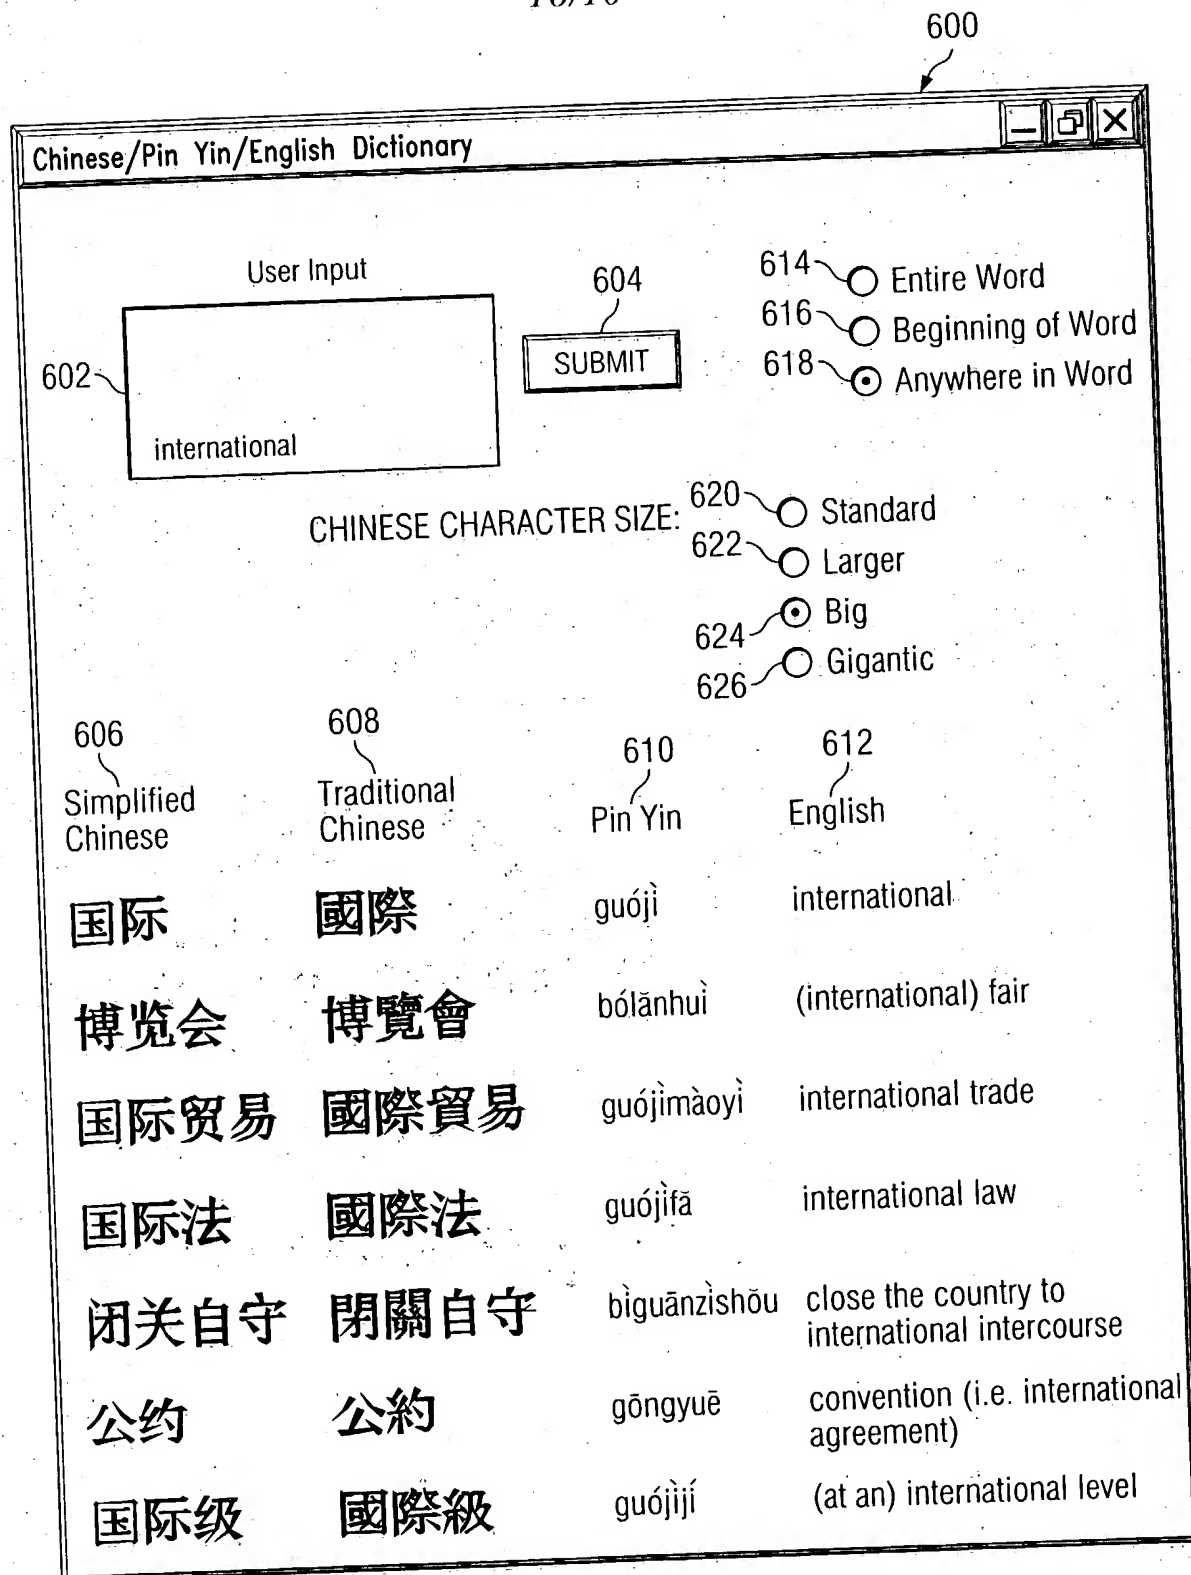 600
Chinese/Pin Yin/English Dictionary
User Input
602
international
604
SUBMIT
614 Entire Word
616 Beginning of Word
618 Anywhere in Word
CHINESE CHARACTER SIZE:
620 Standard
622 Larger
624 Big
626 Gigantic
606 608 610 612
Simplified Chinese Traditional Chinese Pin Yin English
国际 國際 guójì international
博览会 博覽會 bólănhuì (international) fair
国际贸易 國際貿易 guójìmàoyì international trade
国际法 國際法 guójìfă international law
闭关自守 閉關自守 bìguānzìshŏu close the country to
international intercourse
公约 公約 gōngyuē convention (i.e. international
agreement)
国际级 國際級 guójìjí (at an) international level